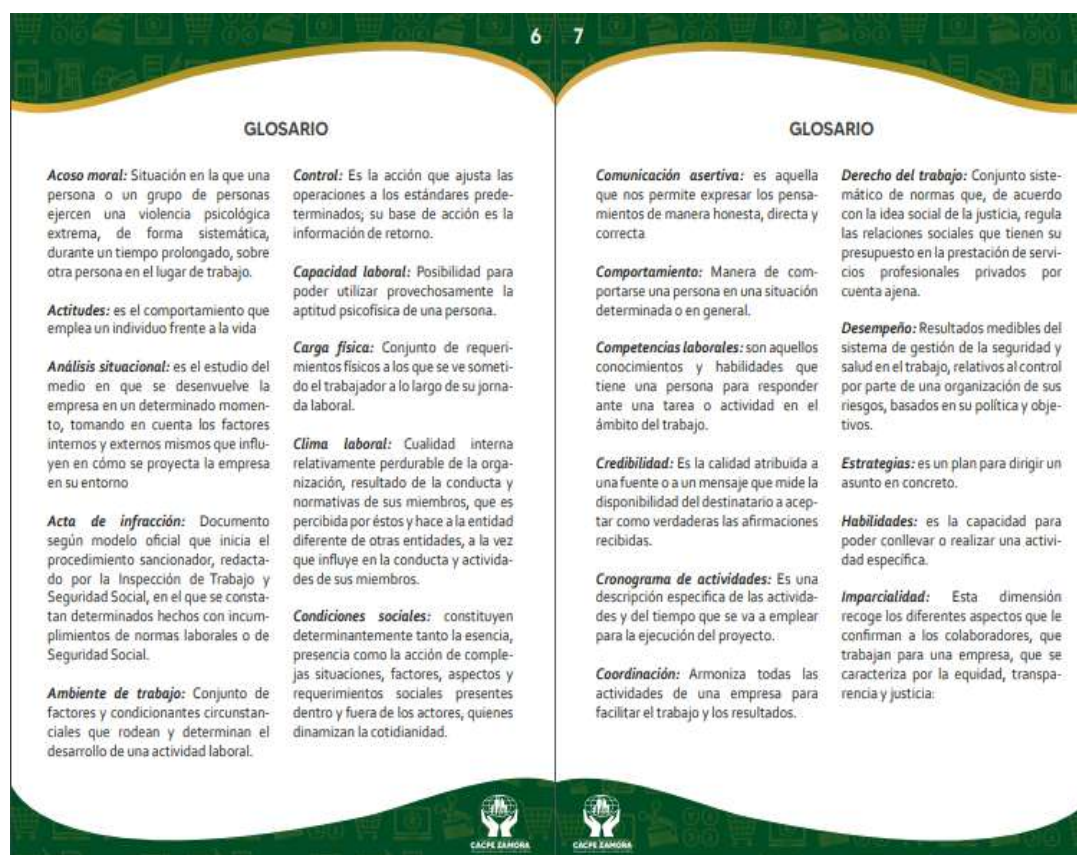 6
GLOSARIO
Acoso moral: Situación en la que una
persona o un grupo de personas
ejercen una violencia psicológica
extrema, de forma sistemática,
durante un tiempo prolongado, sobre
otra persona en el lugar de trabajo.
Actitudes: es el comportamiento que
emplea un individuo frente a la vida
Análisis situacional: es el estudio del
medio en que se desenvuelve la
empresa en un determinado momen-
to, tomando en cuenta los factores
internos y externos mismos que influ-
yen en cómo se proyecta la empresa
en su entorno
Acta de infracción: Documento
según modelo oficial que inicia el
procedimiento sancionador, redacta-
do por la Inspección de Trabajo y
Seguridad Social, en el que se consta-
tan determinados hechos con incum-
plimientos de normas laborales o de
Seguridad Social.
Ambiente de trabajo: Conjunto de
factores y condicionantes circunstan-
ciales que rodean y determinan el
desarrollo de una actividad laboral.
Control: Es la acción que ajusta las
operaciones a los estándares prede-
terminados; su base de acción es la
información de retorno.
Capacidad laboral: Posibilidad para
poder utilizar provechosamente la
aptitud psicofísica de una persona.
Carga física: Conjunto de requeri-
mientos físicos a los que se ve someti-
do el trabajador a lo largo de su jorna-
da laboral.
Clima laboral: Cualidad interna
relativamente perdurable de la orga-
nización, resultado de la conducta y
normativas de sus miembros, que es
percibida por éstos y hace a la entidad
diferente de otras entidades, a la vez
que influye en la conducta y activida-
des de sus miembros.
Condiciones sociales: constituyen
determinantemente tanto la esencia,
presencia como la acción de comple-
jas situaciones, factores, aspectos y
requerimientos sociales presentes
dentro y fuera de los actores, quienes
dinamizan la cotidianidad.
CACPE ZAMORA
7
GLOSARIO
Comunicación asertiva: es aquella
que nos permite expresar los pensa-
mientos de manera honesta, directa y
correcta
Comportamiento: Manera de com-
portarse una persona en una situación
determinada o en general.
Competencias laborales: son aquellos
conocimientos y habilidades que
tiene una persona para responder
ante una tarea o actividad en el
ámbito del trabajo.
Credibilidad: Es la calidad atribuida a
una fuente o a un mensaje que mide la
disponibilidad del destinatario a acep-
tar como verdaderas las afirmaciones
recibidas.
Cronograma de actividades: Es una
descripción especifica de las activida-
des y del tiempo que se va a emplear
para la ejecución del proyecto.
Coordinación: Armoniza todas las
actividades de una empresa para
facilitar el trabajo y los resultados.
Derecho del trabajo: Conjunto siste-
mático de normas que, de acuerdo
con la idea social de la justicia, regula
las relaciones sociales que tienen su
presupuesto en la prestación de servi-
cios profesionales privados por
cuenta ajena.
Desempeño: Resultados medibles del
sistema de gestión de la seguridad y
salud en el trabajo, relativos al control
por parte de una organización de sus
riesgos, basados en su política y obje-
tivos.
Estrategias: es un plan para dirigir un
asunto en concreto.
Habilidades: es la capacidad para
poder conllevar o realizar una activi-
dad específica.
Imparcialidad: Esta dimensión
recoge los diferentes aspectos que le
confirman a los colaboradores, que
trabajan para una empresa, que se
caracteriza por la equidad, transpa-
rencia y justicia:
CACPE ZAMORA